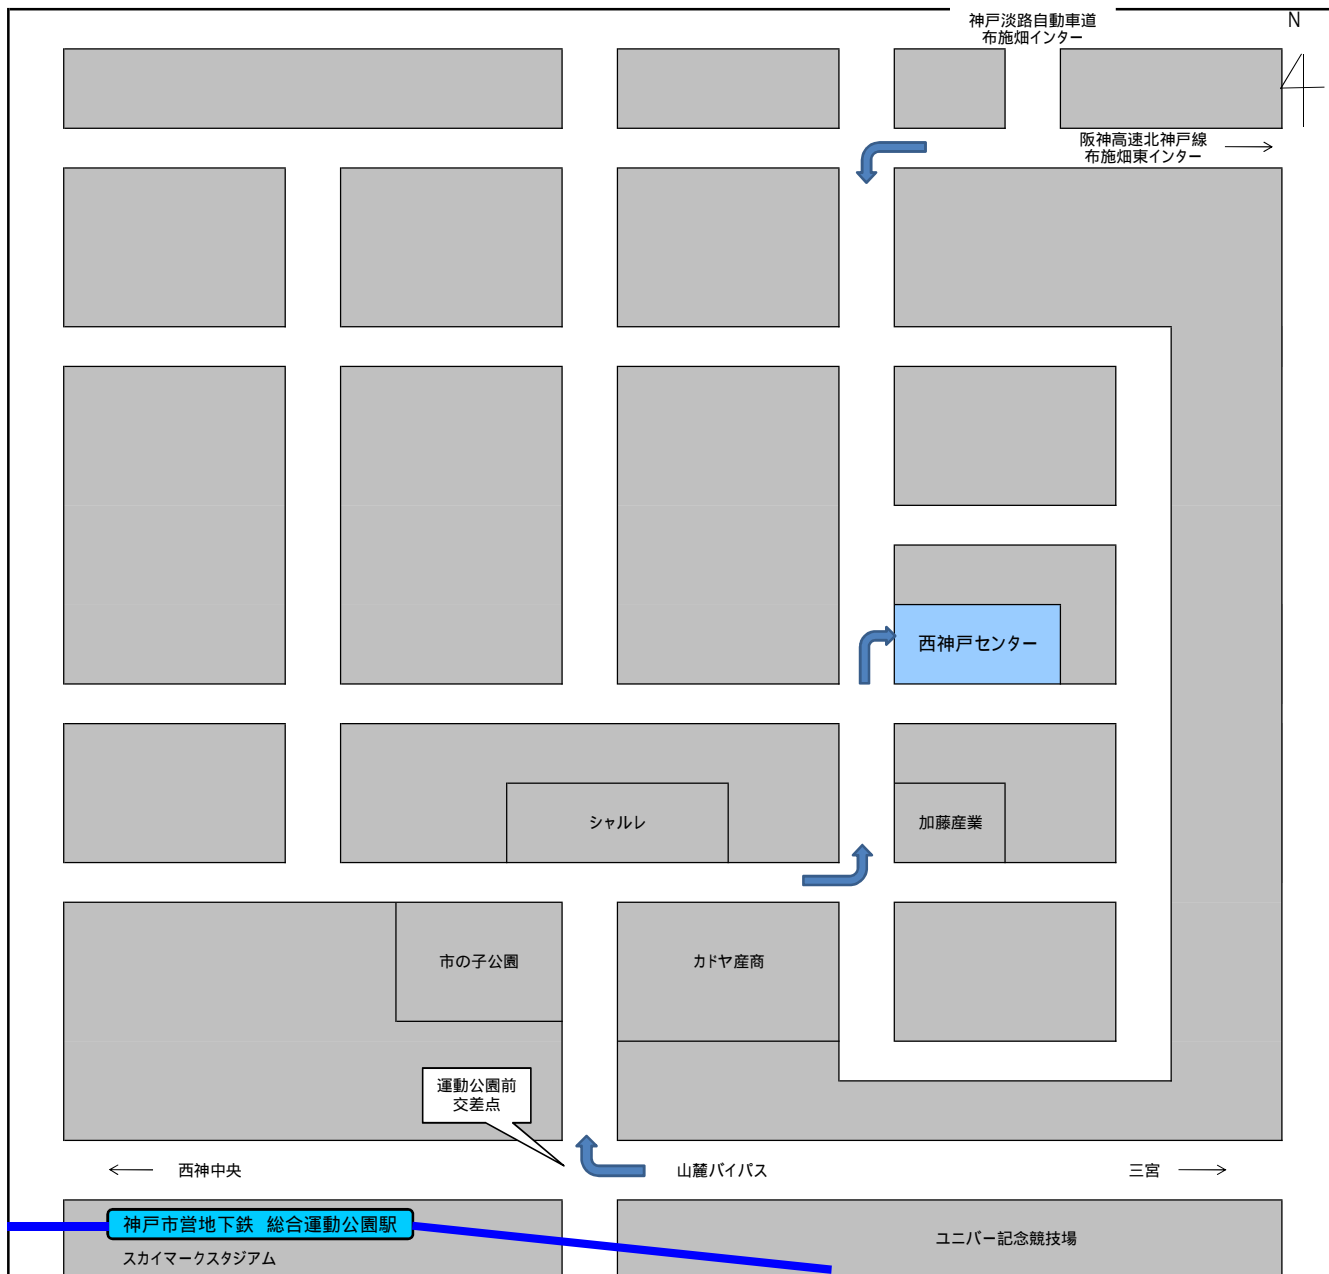 神戸淡路自動車道
布施畑インター
N
阪神高速北神戸線
布施畑東インター
西神戸センター
シャルレ
加藤産業
市の子公園
カドヤ産商
運動公園前
交差点
西神中央
山麓バイパス
三宮
神戸市営地下鉄 総合運動公園駅
ユニバー記念競技場
スカイマークスタジアム